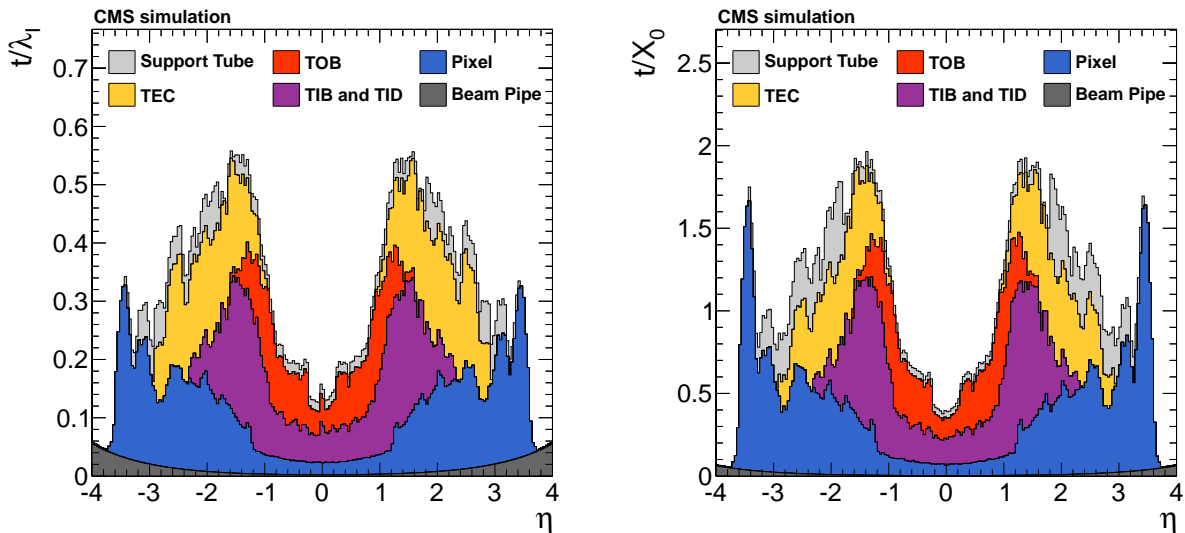 CMS simulation
t/λ_I
0.7
0.6
0.5
0.4
0.3
0.2
0.1
0
Support Tube TOB Pixel
TEC TIB and TID Beam Pipe
-4 -3 -2 -1 0 1 2 3 4
η
CMS simulation
t/X_0
2.5
2
1.5
1
0.5
0
Support Tube TOB Pixel
TEC TIB and TID Beam Pipe
-4 -3 -2 -1 0 1 2 3 4
η